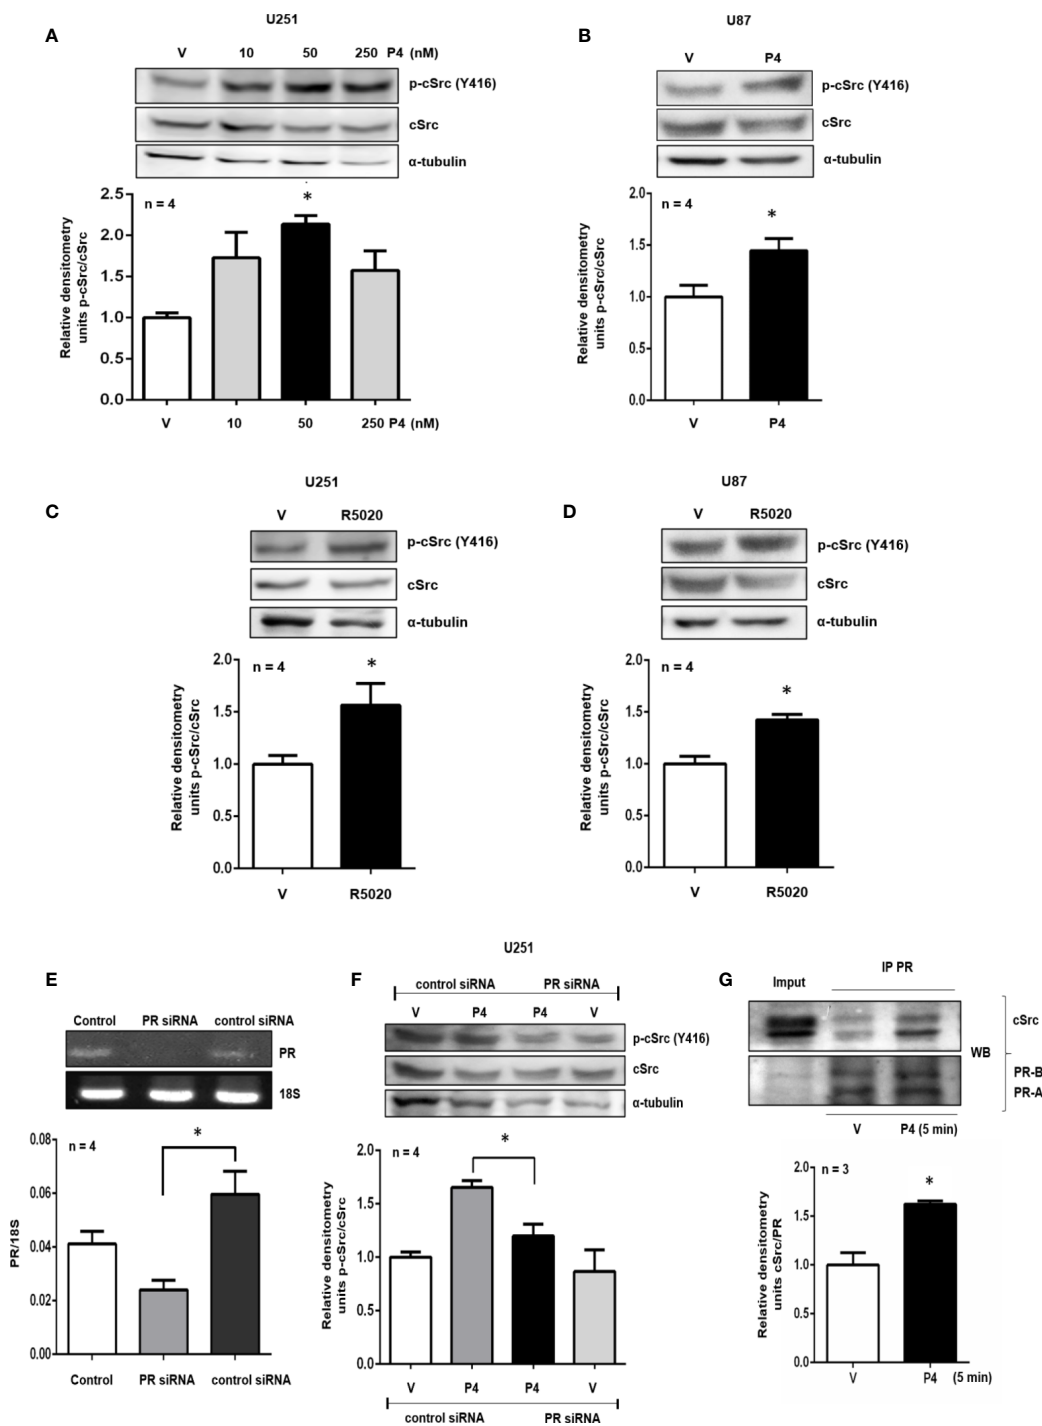 U251
A
V 10 50 250 P4 (nM)
p-cSrc (Y416)
cSrc
α-tubulin
2.5
2.0
1.5
1.0
0.5
0.0
n = 4
*
Relative densitometry
units p-cSrc/cSrc
V 10 50 250 P4 (nM)
U87
B
V P4
p-cSrc (Y416)
cSrc
α-tubulin
2.0
1.5
1.0
0.5
0.0
n = 4
*
Relative densitometry
units p-cSrc/cSrc
V P4
U251
C
V R5020
p-cSrc (Y416)
cSrc
α-tubulin
2.0
1.5
1.0
0.5
0.0
n = 4
*
Relative densitometry
units p-cSrc/cSrc
V R5020
U87
D
V R5020
p-cSrc (Y416)
cSrc
α-tubulin
2.0
1.5
1.0
0.5
0.0
n = 4
*
Relative densitometry
units p-cSrc/cSrc
V R5020
E
Control PR siRNA control siRNA
PR
18S
0.08
0.06
0.04
0.02
0.00
n = 4
*
PR/18S
Control PR siRNA control siRNA
U251
F
control siRNA PR siRNA
V P4 P4 V
p-cSrc (Y416)
cSrc
α-tubulin
2.0
1.5
1.0
0.5
0.0
n = 4
*
Relative densitometry
units p-cSrc/cSrc
V P4 P4 V
control siRNA PR siRNA
G
IP PR
Imput
cSrc
WB
PR-B
PR-A
V P4 (5 min)
2.0
1.5
1.0
0.5
0.0
n = 3
*
Relative densitometry
units cSrc/PR
V P4 (5 min)